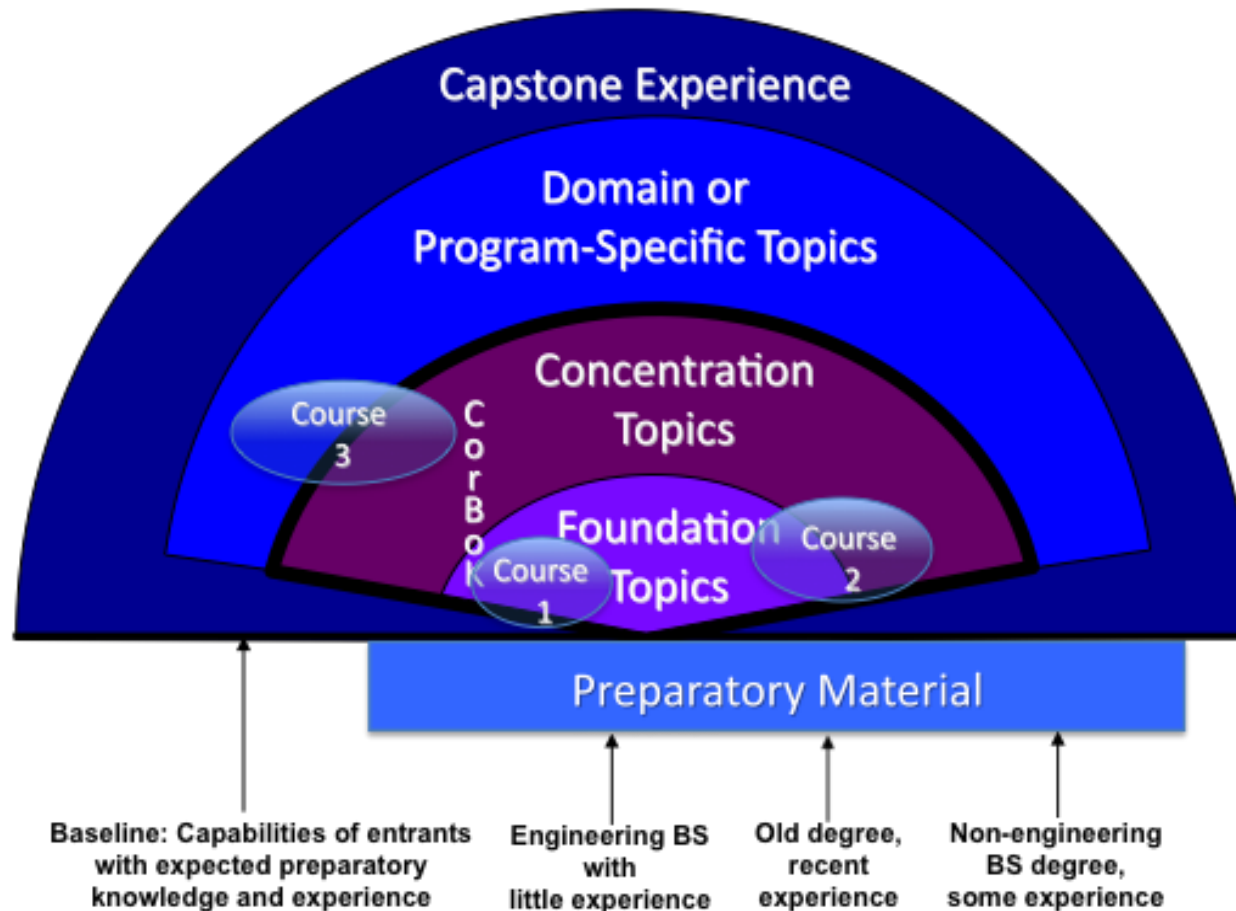 Capstone Experience
Domain or
Program-Specific Topics
Concentration
Topics
CorBoK
Course
3
Foundation
Topics
Course
1
Course
2
Preparatory Material
Baseline: Capabilities of entrants
with expected preparatory
knowledge and experience
Engineering BS
with
little experience
Old degree,
recent
experience
Non-engineering
BS degree,
some experience